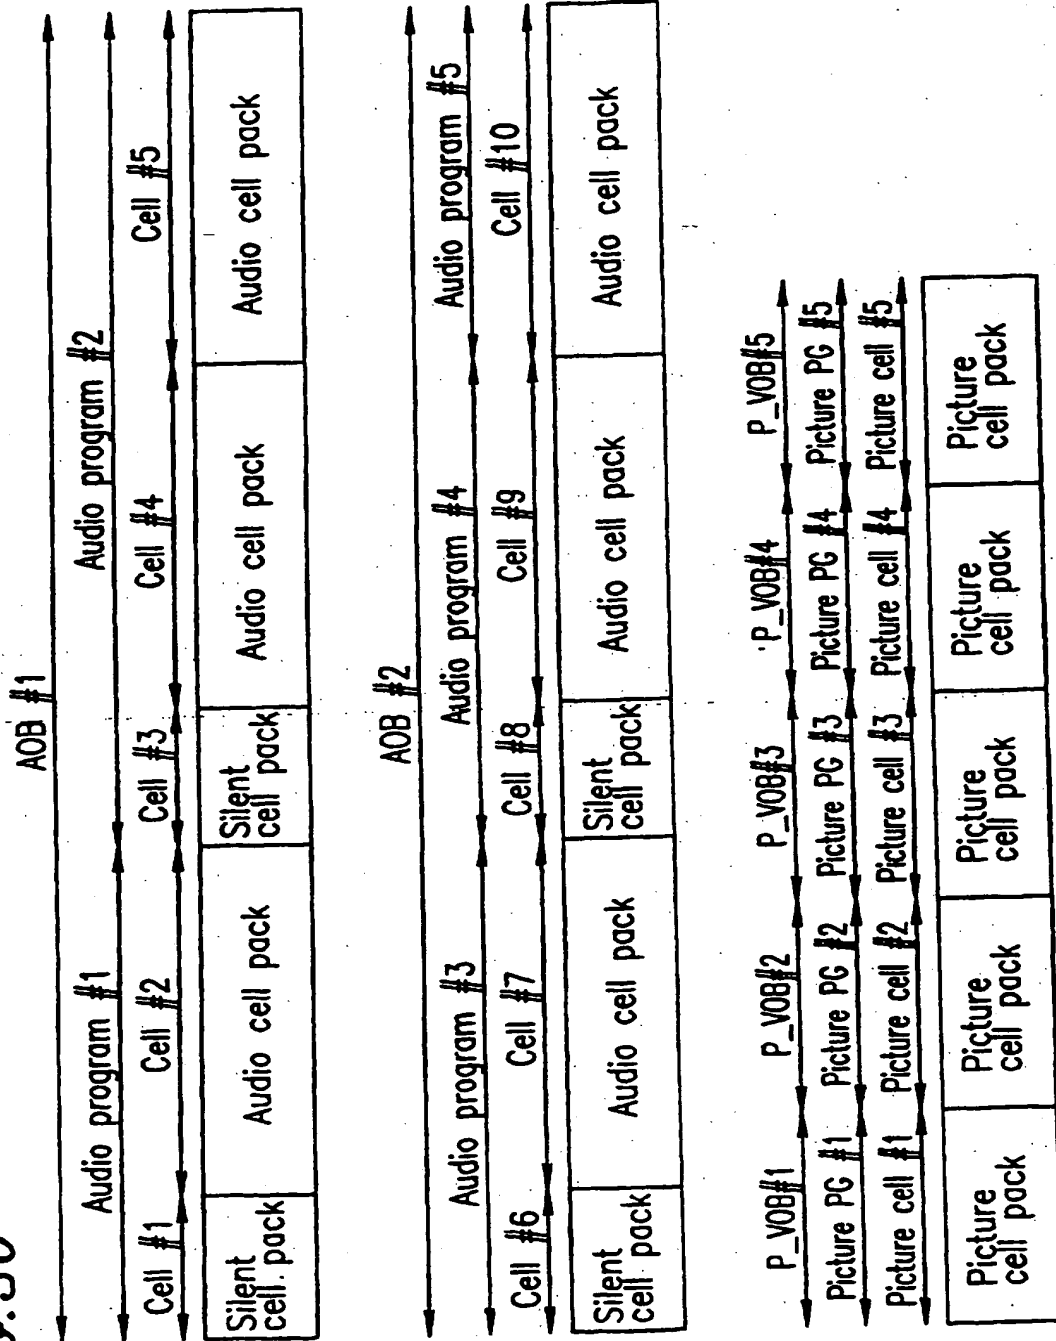 AOB #1
Audio program #1
Audio program #2
Cell #1
Cell #2
Cell #3
Cell #4
Cell #5
Silent
cell. pack
Audio cell pack
Silent
cell pack
Audio cell pack
Audio cell pack
AOB #2
Audio program #3
Audio program #4
Audio program #5
Cell #6
Cell #7
Cell #8
Cell #9
Cell #10
Silent
cell pack
Audio cell pack
Silent
cell pack
Audio cell pack
Audio cell pack
P_VOB#1
P_VOB#2
P_VOB#3
P_VOB#4
P_VOB#5
Picture PG #1
Picture PG #2
Picture PG #3
Picture PG #4
Picture PG #5
Picture cell #1
Picture cell #2
Picture cell #3
Picture cell #4
Picture cell #5
Picture
cell pack
Picture
cell pack
Picture
cell pack
Picture
cell pack
Picture
cell pack